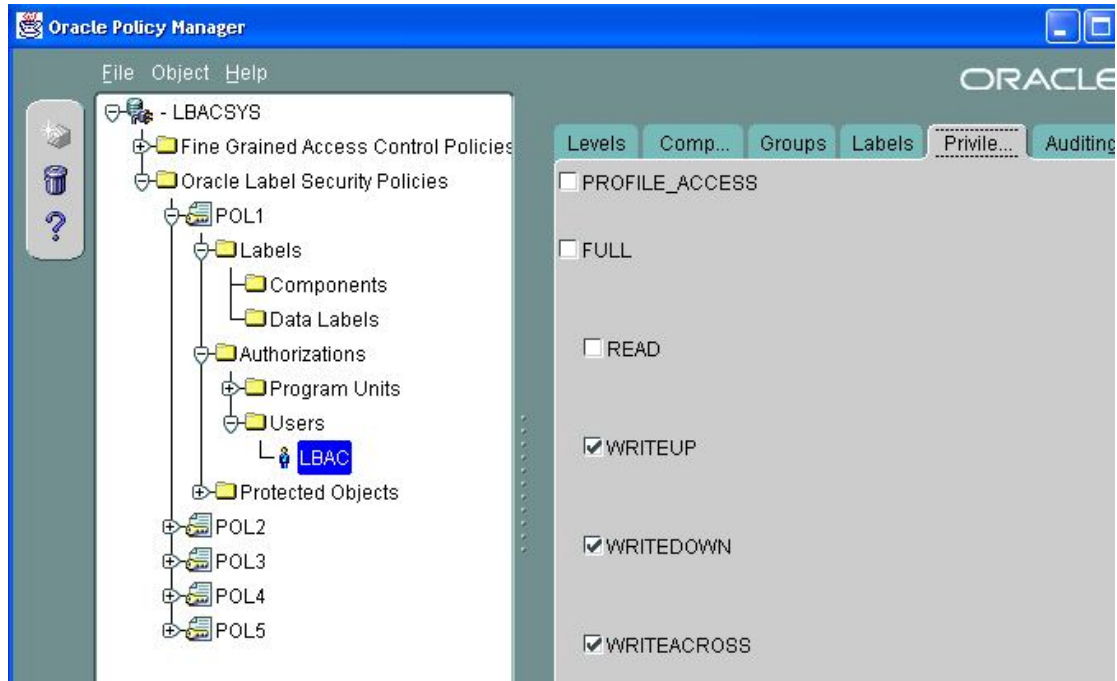 Oracle Policy Manager
File Object Help
ORACLE
- LBACSYS
Fine Grained Access Control Policies
Oracle Label Security Policies
POL1
Labels
Components
Data Labels
Authorizations
Program Units
Users
LBAC
Protected Objects
POL2
POL3
POL4
POL5
Levels Comp... Groups Labels Privile... Auditing
PROFILE_ACCESS
FULL
READ
WRITEUP
WRITEDOWN
WRITEACROSS